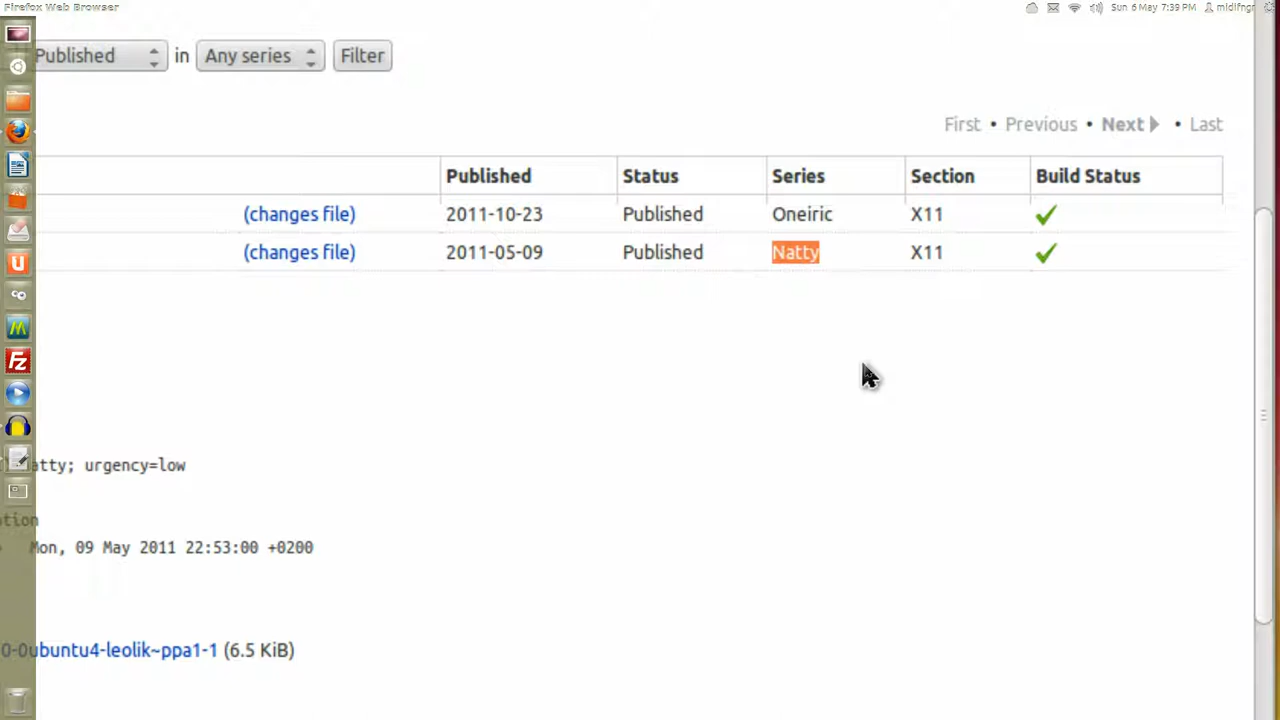 Firefox Web Browser
Sun 6 May 7:39 PM
Published in Any series Filter
First • Previous • Next • Last
Published Status Series Section Build Status
(changes file) 2011-10-23 Published Oneiric X11
(changes file) 2011-05-09 Published Natty X11
atty; urgency=low
tion
Mon, 09 May 2011 22:53:00 +0200
0-0ubuntu4-leolik~ppa1-1 (6.5 KiB)